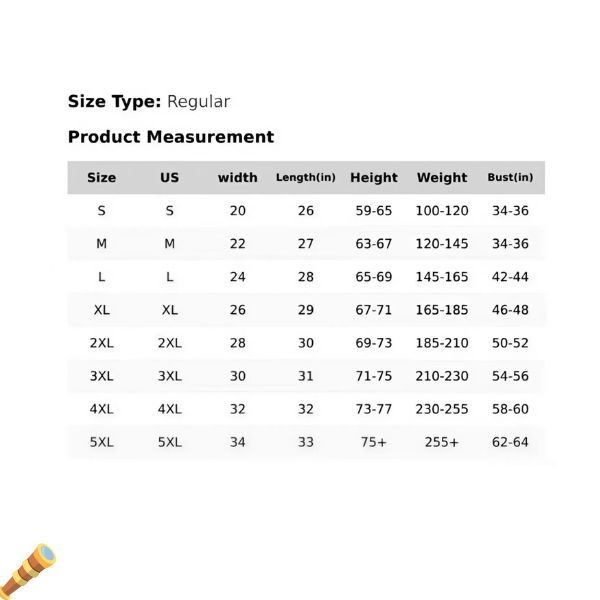 Size Type: Regular
Product Measurement
Size US width Length(in) Height Weight Bust(in)
S S 20 26 59-65 100-120 34-36
M M 22 27 63-67 120-145 34-36
L L 24 28 65-69 145-165 42-44
XL XL 26 29 67-71 165-185 46-48
2XL 2XL 28 30 69-73 185-210 50-52
3XL 3XL 30 31 71-75 210-230 54-56
4XL 4XL 32 32 73-77 230-255 58-60
5XL 5XL 34 33 75+ 255+ 62-64